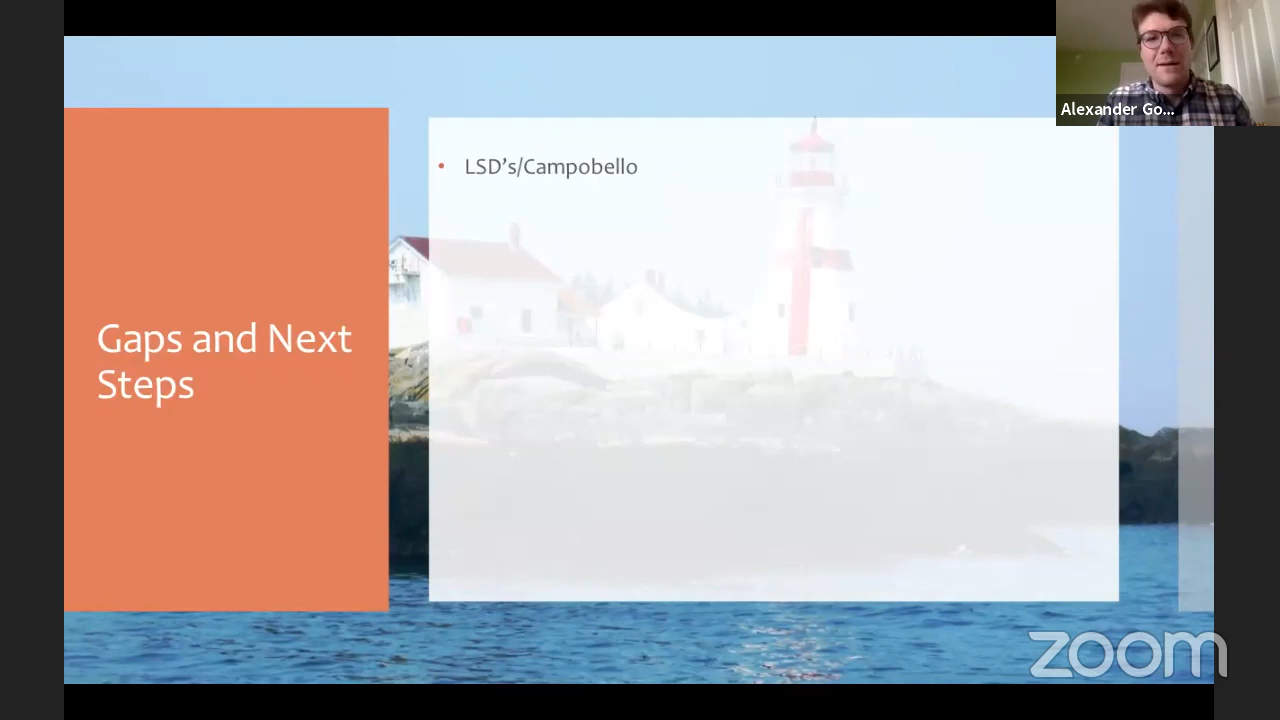 Alexander Go...
• LSD's/Campobello
Gaps and Next
Steps
zoom